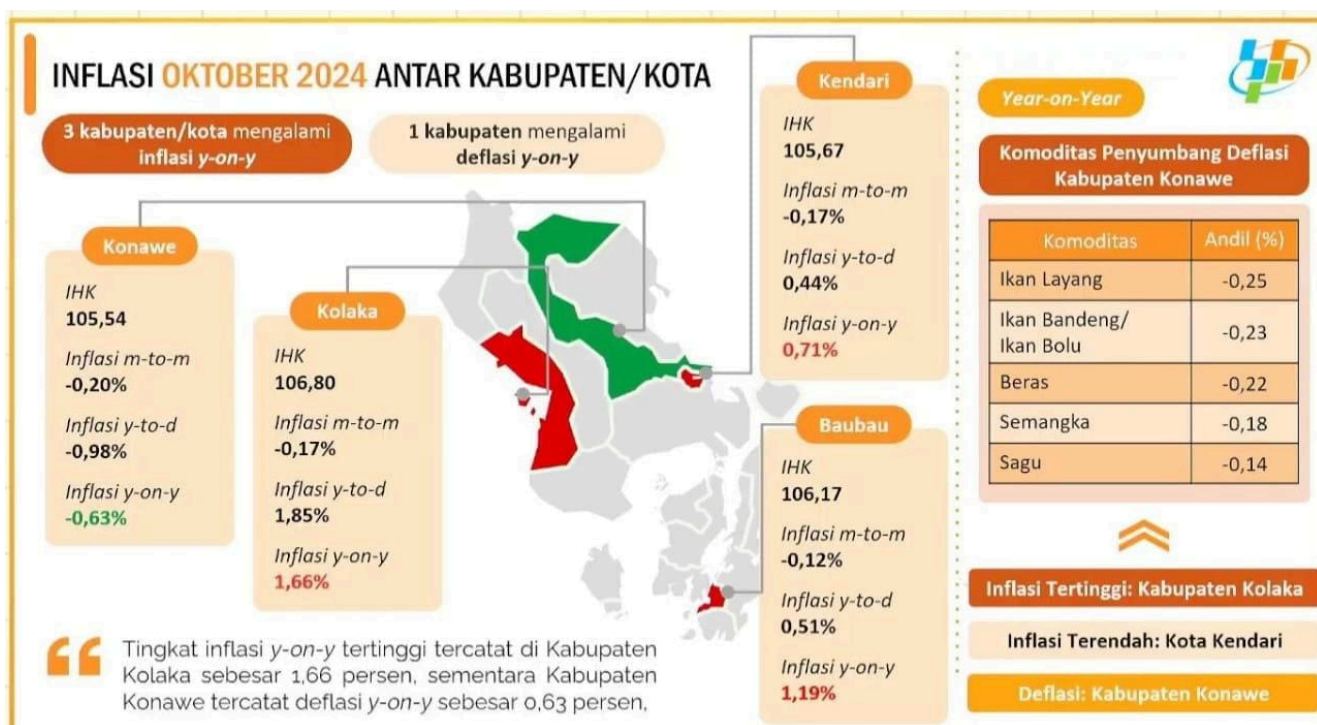 INFLASI OKTOBER 2024 ANTAR KABUPATEN/KOTA
3 kabupaten/kota mengalami
inflasi y-on-y
1 kabupaten mengalami
deflasi y-on-y
Konawe
IHK
105,54
Inflasi m-to-m
-0,20%
Inflasi y-to-d
-0,98%
Inflasi y-on-y
-0,63%
Kolaka
IHK
106,80
Inflasi m-to-m
-0,17%
Inflasi y-to-d
1,85%
Inflasi y-on-y
1,66%
Kendari
IHK
105,67
Inflasi m-to-m
-0,17%
Inflasi y-to-d
0,44%
Inflasi y-on-y
0,71%
Baubau
IHK
106,17
Inflasi m-to-m
-0,12%
Inflasi y-to-d
0,51%
Inflasi y-on-y
1,19%
Tingkat inflasi y-on-y tertinggi tercatat di Kabupaten
Kolaka sebesar 1,66 persen, sementara Kabupaten
Konawe tercatat deflasi y-on-y sebesar 0,63 persen,
Year-on-Year
Komoditas Penyumbang Deflasi
Kabupaten Konawe
Komoditas Andil (%)
Ikan Layang -0,25
Ikan Bandeng/
Ikan Bolu -0,23
Beras -0,22
Semangka -0,18
Sagu -0,14
Inflasi Tertinggi: Kabupaten Kolaka
Inflasi Terendah: Kota Kendari
Deflasi: Kabupaten Konawe